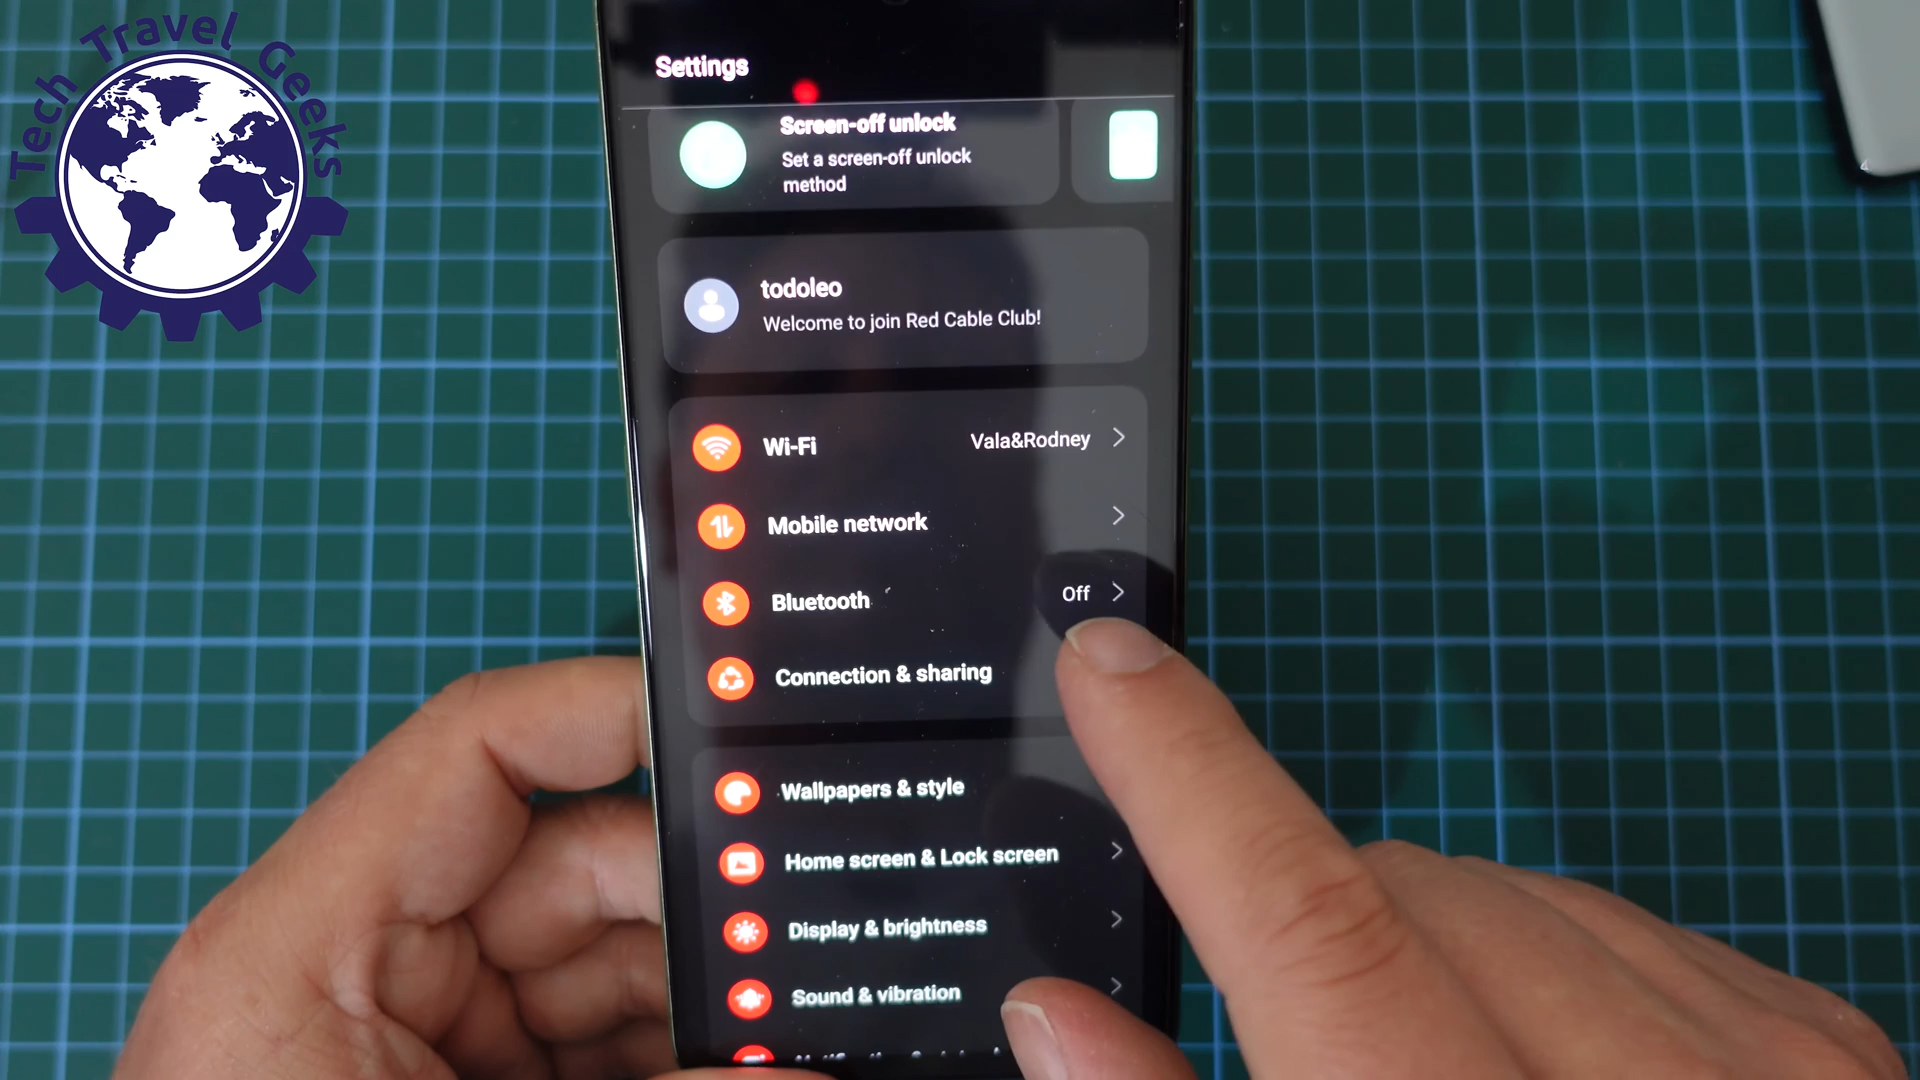 Tech Travel Geeks
Settings
Screen-off unlock
Set a screen-off unlock
method
todoleo
Welcome to join Red Cable Club!
Wi-Fi Vala&Rodney
Mobile network
Bluetooth Off
Connection & sharing
Wallpapers & style
Home screen & Lock screen
Display & brightness
Sound & vibration